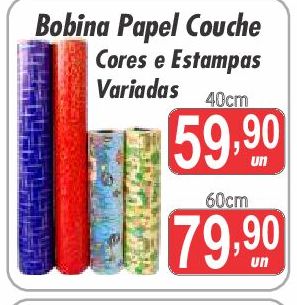 Bobina Papel Couche
Cores e Estampas
Variadas
40cm
59,90
un
60cm
79,90
un